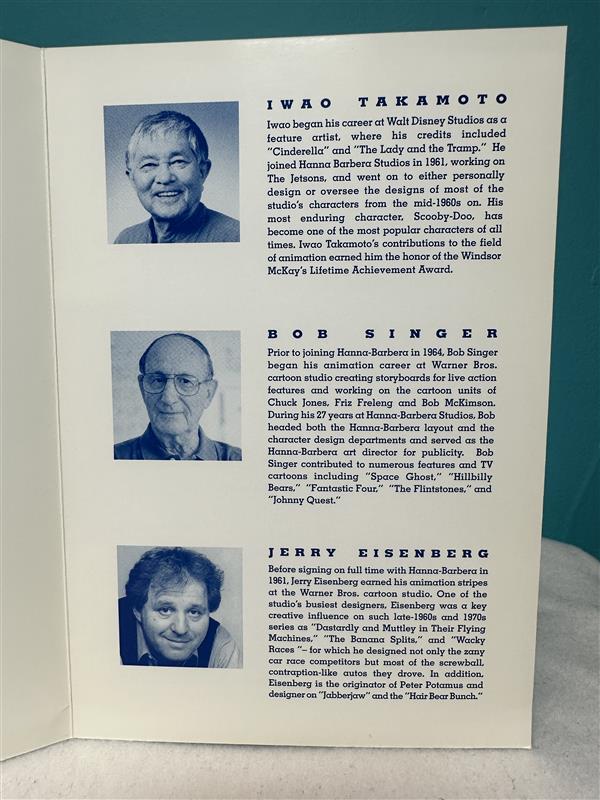 IWAO TAKAMOTO
Iwao began his career at Walt Disney Studios as a
feature artist, where his credits included
"Cinderella" and "The Lady and the Tramp." He
joined Hanna Barbera Studios in 1961, working on
The Jetsons, and went on to either personally
design or oversee the designs of most of the
studio's characters from the mid-1960s on. His
most enduring character, Scooby-Doo, has
become one of the most popular characters of all
times. Iwao Takamoto's contributions to the field
of animation earned him the honor of the Windsor
McKay's Lifetime Achievement Award.
BOB SINGER
Prior to joining Hanna-Barbera in 1964, Bob Singer
began his animation career at Warner Bros.
cartoon studio creating storyboards for live action
features and working on the cartoon units of
Chuck Jones, Friz Freleng and Bob McKimson.
During his 27 years at Hanna-Barbera Studios, Bob
headed both the Hanna-Barbera layout and the
character design departments and served as the
Hanna-Barbera art director for publicity. Bob
Singer contributed to numerous features and TV
cartoons including "Space Ghost," "Hillbilly
Bears," "Fantastic Four," "The Flintstones," and
"Johnny Quest."
JERRY EISENBERG
Before signing on full time with Hanna-Barbera in
1961, Jerry Eisenberg earned his animation stripes
at the Warner Bros. cartoon studio. One of the
studio's busiest designers, Eisenberg was a key
creative influence on such late-1960s and 1970s
series as "Dastardly and Muttley in Their Flying
Machines," "The Banana Splits," and "Wacky
Races "– for which he designed not only the zany
car race competitors but most of the screwball,
contraption-like autos they drove. In addition,
Eisenberg is the originator of Peter Potamus and
designer on "Jabberjaw" and the "Hair Bear Bunch."